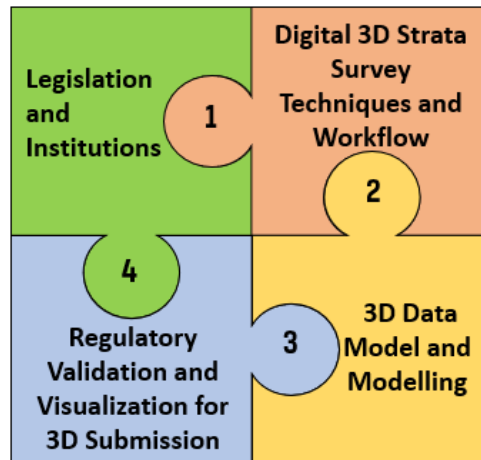 Legislation
and
Institutions
1
Digital 3D Strata
Survey
Techniques and
Workflow
2
4
Regulatory
Validation and
Visualization for
3D Submission
3
3D Data
Model and
Modelling